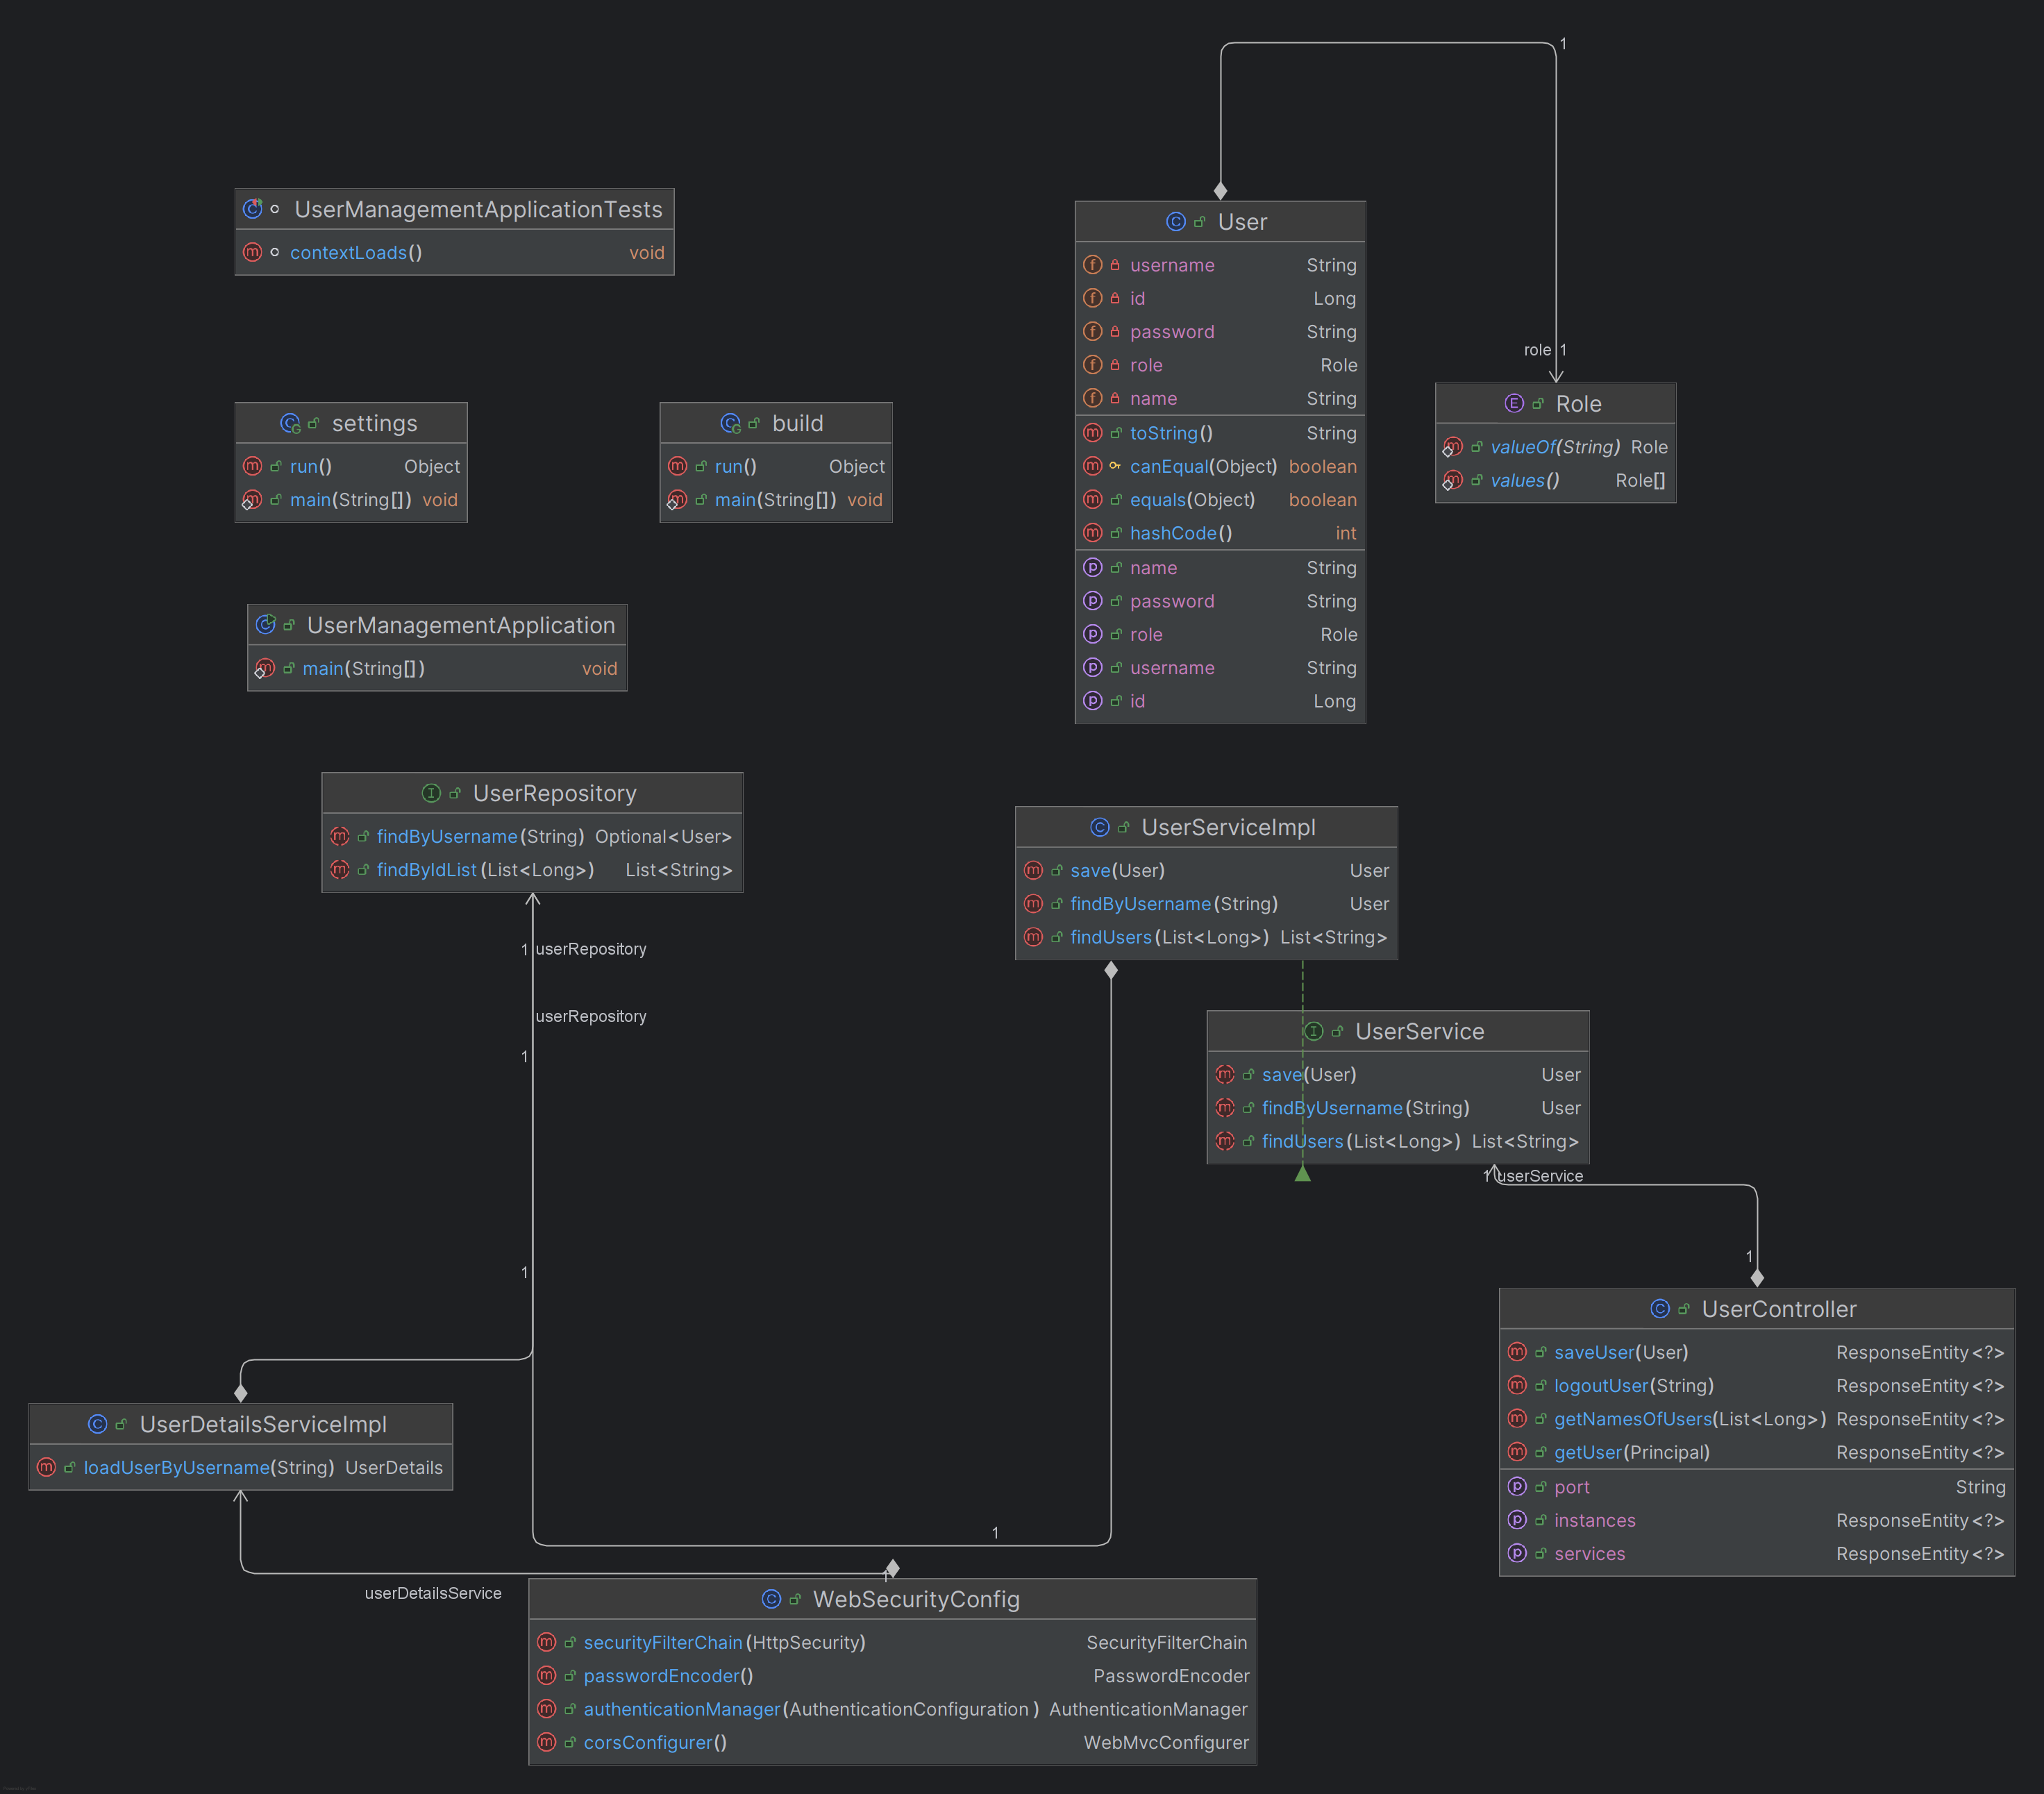 1
UserManagementApplicationTests
contextLoads() void
User
username String
id Long
password String
role Role
name String
toString() String
canEqual(Object) boolean
equals(Object) boolean
hashCode() int
name String
password String
role Role
username String
id Long
role 1
Role
valueOf(String) Role
values() Role[]
settings
run() Object
main(String[]) void
build
run() Object
main(String[]) void
UserManagementApplication
main(String[]) void
UserRepository
findByUsername(String) Optional<User>
findByIdList(List<Long>) List<String>
UserServiceImpl
save(User) User
findByUsername(String) User
findUsers(List<Long>) List<String>
1 userRepository
userRepository
1
UserService
save(User) User
findByUsername(String) User
findUsers(List<Long>) List<String>
1 userService
1
1
UserController
saveUser(User) ResponseEntity<?>
logoutUser(String) ResponseEntity<?>
getNamesOfUsers(List<Long>) ResponseEntity<?>
getUser(Principal) ResponseEntity<?>
port String
instances ResponseEntity<?>
services ResponseEntity<?>
UserDetailsServiceImpl
loadUserByUsername(String) UserDetails
1
1
userDetailsService
WebSecurityConfig
securityFilterChain(HttpSecurity) SecurityFilterChain
passwordEncoder() PasswordEncoder
authenticationManager(AuthenticationConfiguration) AuthenticationManager
corsConfigurer() WebMvcConfigurer